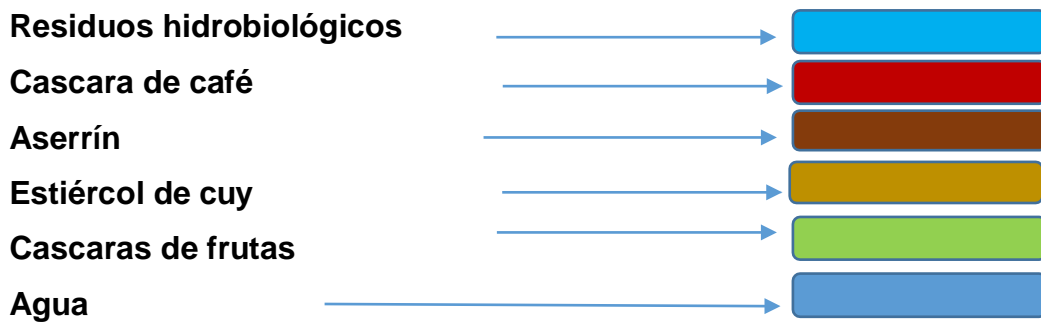 Residuos hidrobiológicos
Cascara de café
Aserrín
Estiércol de cuy
Cascaras de frutas
Agua